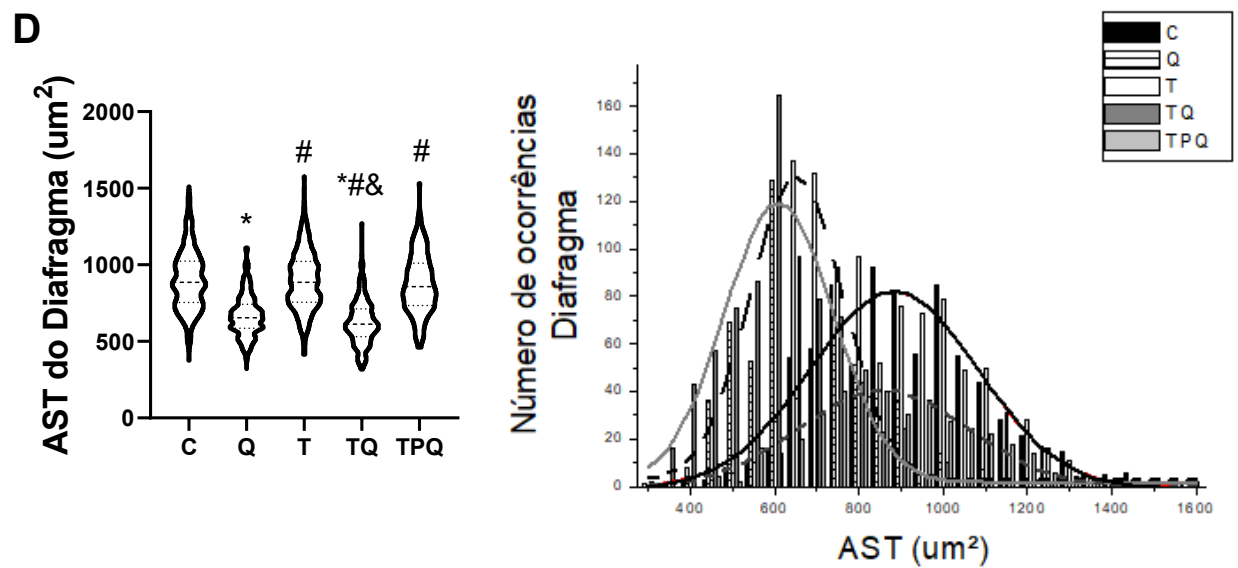 D
AST do Diafragma (um²)
2000
1500
1000
500
0
*
#
*#&
#
C Q T TQ TPQ
Número de ocorrências
Diafragma
160
140
120
100
80
60
40
20
0
400 600 800 1000 1200 1400 1600
AST (um²)
C
Q
T
TQ
TPQ